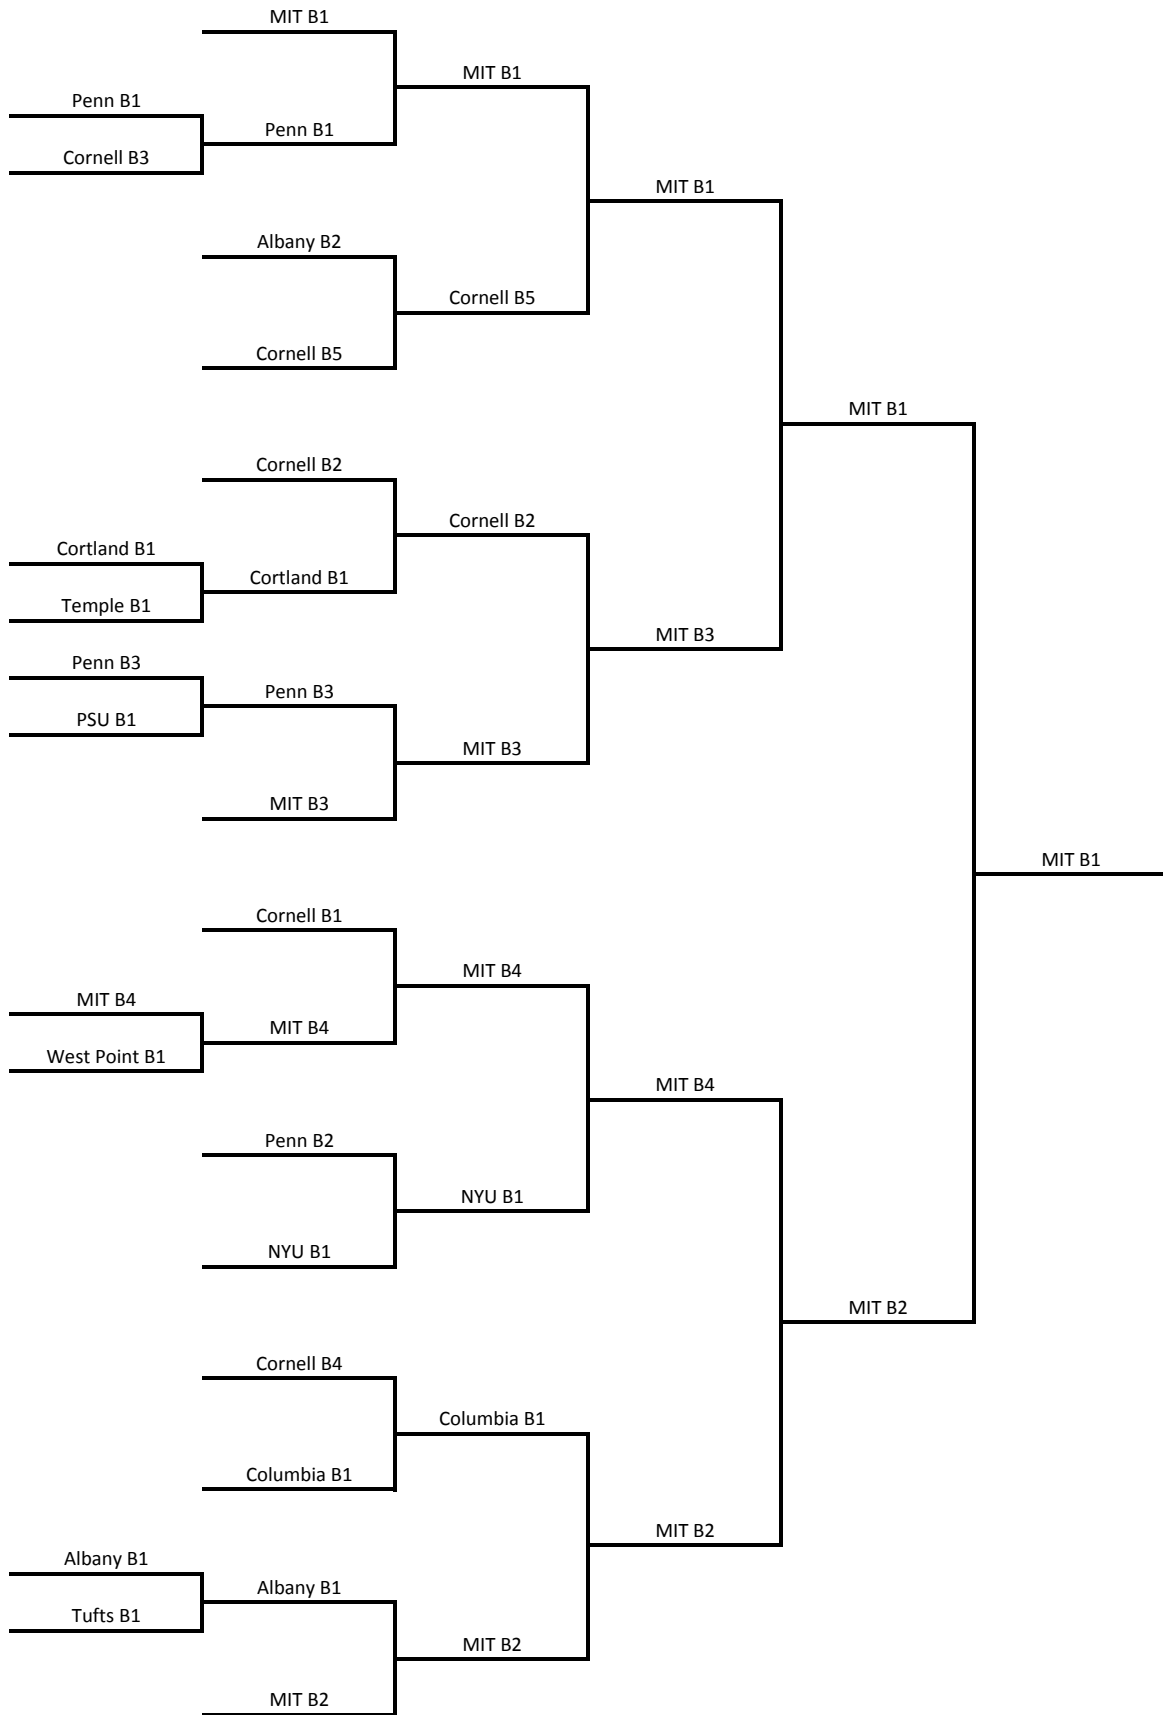 MIT B1
MIT B1
Penn B1
Penn B1
Cornell B3
MIT B1
Albany B2
Cornell B5
Cornell B5
MIT B1
Cornell B2
Cornell B2
Cortland B1
Cortland B1
Temple B1
MIT B3
Penn B3
Penn B3
PSU B1
MIT B3
MIT B3
MIT B1
Cornell B1
MIT B4
MIT B4
MIT B4
West Point B1
MIT B4
Penn B2
NYU B1
NYU B1
MIT B2
Cornell B4
Columbia B1
Columbia B1
MIT B2
Albany B1
Albany B1
Tufts B1
MIT B2
MIT B2